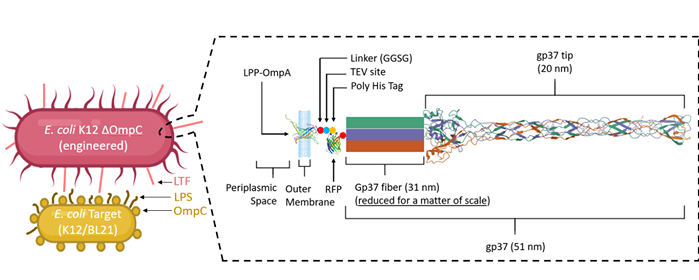 E. coli K12 ΔOmpC
(engineered)
LTF
LPS
OmpC
E. coli Target
(K12/BL21)
LPP-OmpA
Linker (GGSG)
TEV site
Poly His Tag
gp37 tip
(20 nm)
Periplasmic
Space
Outer
Membrane
RFP
Gp37 fiber (31 nm)
(reduced for a matter of scale)
gp37 (51 nm)